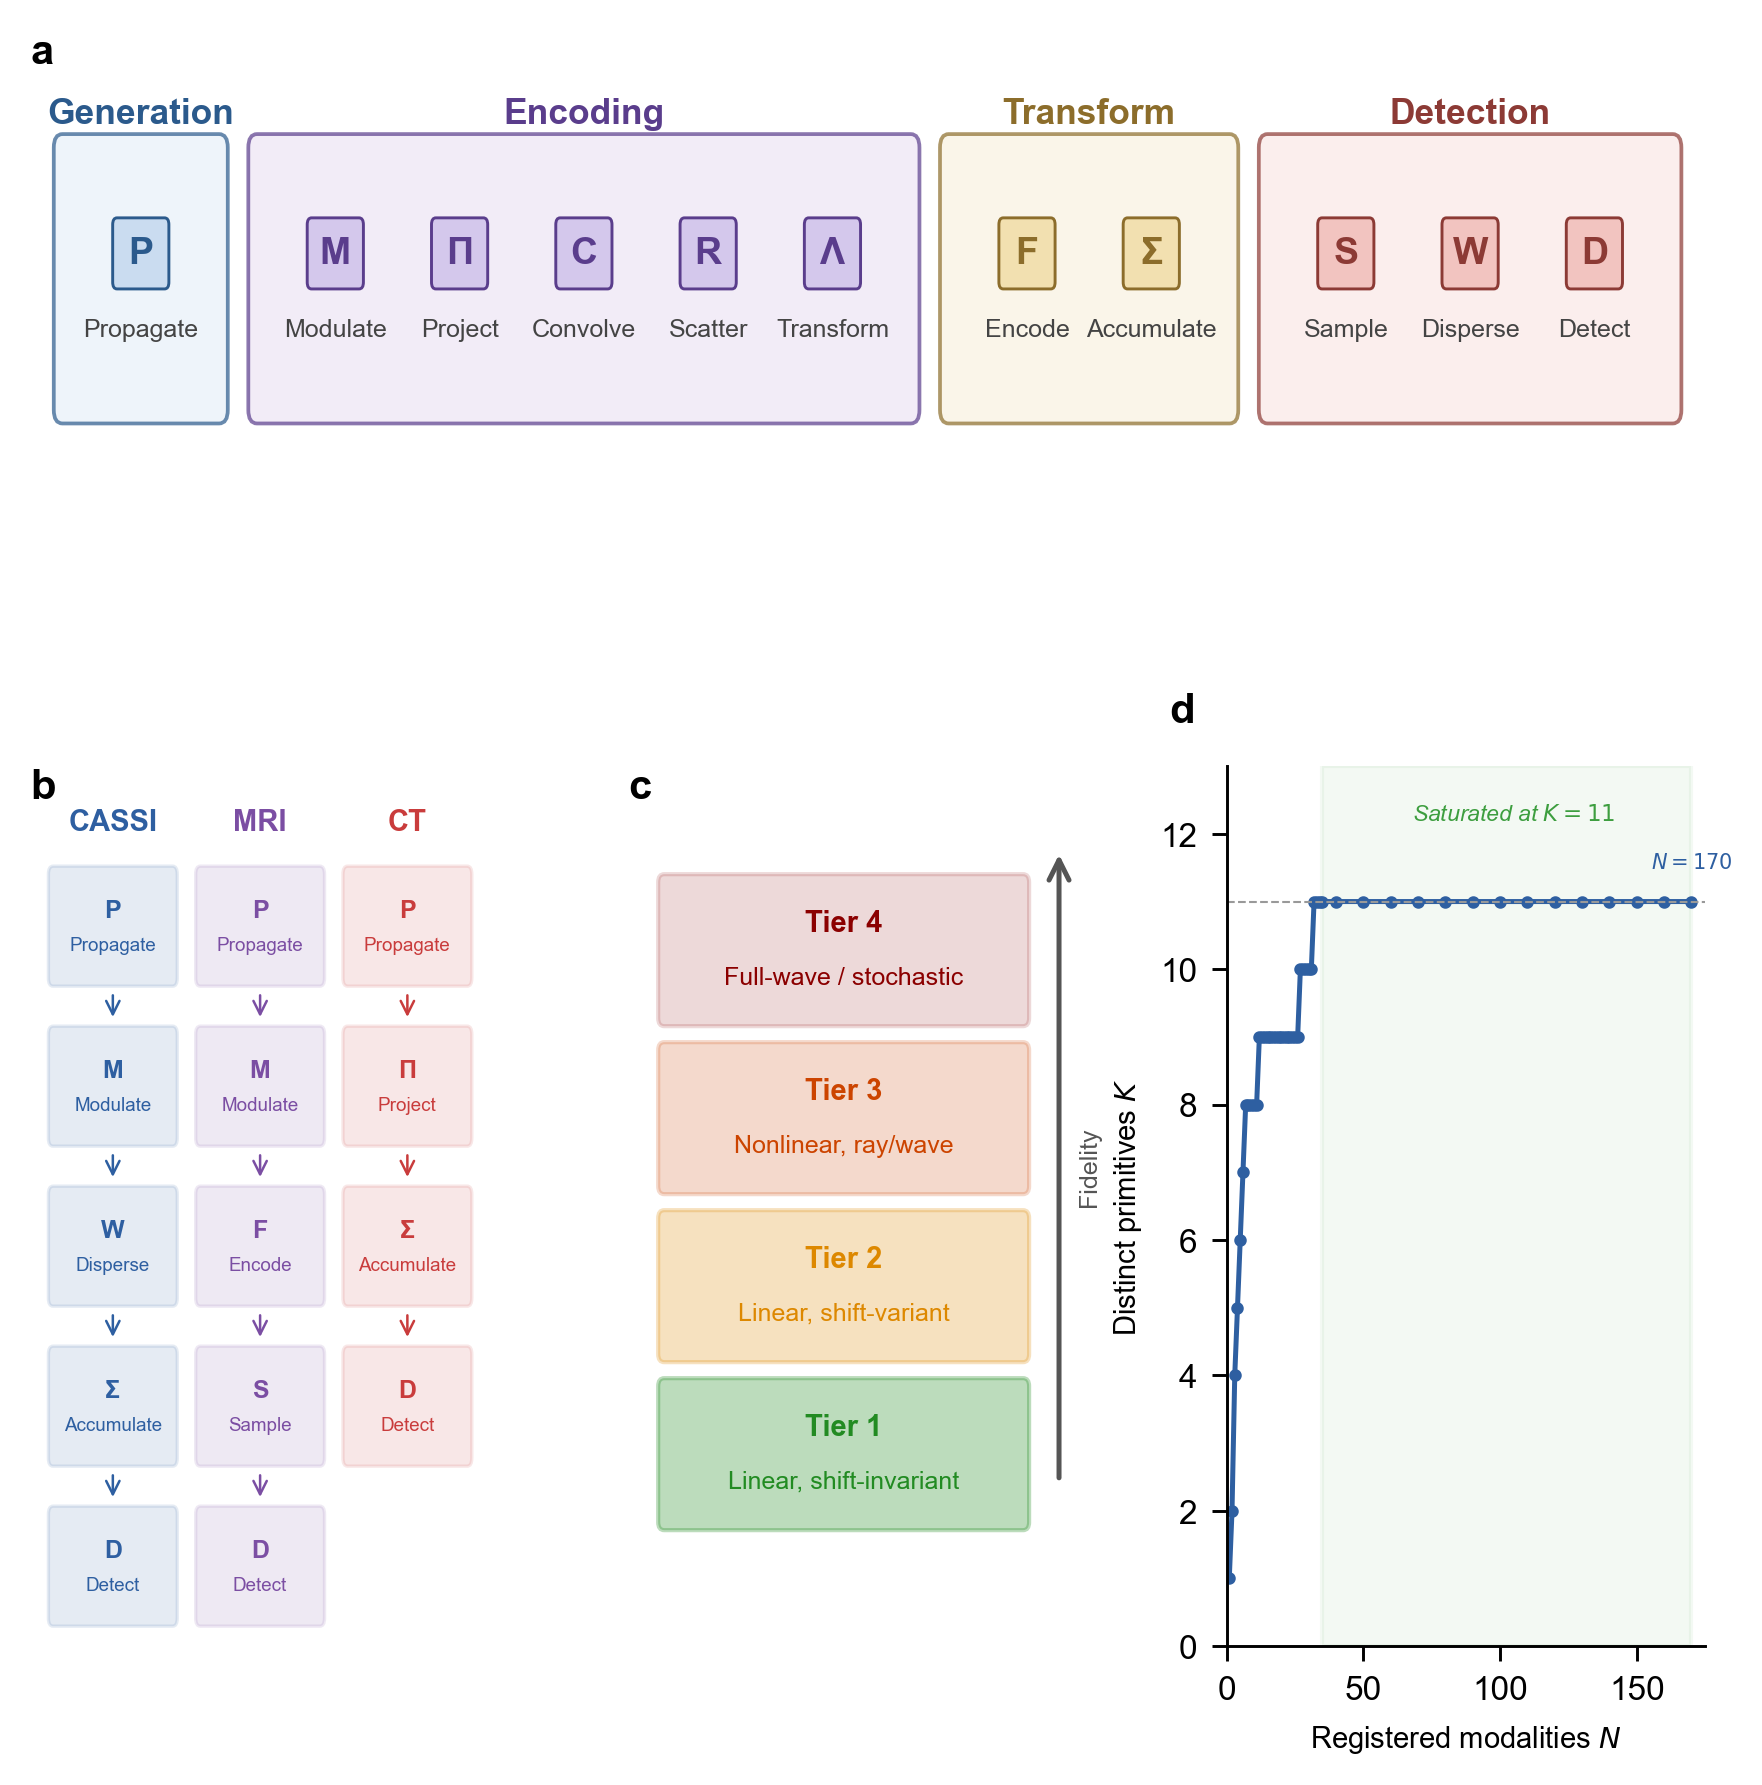 a
Generation Encoding Transform Detection
P M Π C R Λ F Σ S W D
Propagate Modulate Project Convolve Scatter Transform Encode Accumulate Sample Disperse Detect
b
CASSI MRI CT
P P P
Propagate Propagate Propagate
M M Π
Modulate Modulate Project
W F Σ
Disperse Encode Accumulate
Σ S D
Accumulate Sample Detect
D D
Detect Detect
c
Tier 4
Full-wave / stochastic
Tier 3
Nonlinear, ray/wave
Tier 2
Linear, shift-variant
Tier 1
Linear, shift-invariant
Fidelity
d
Distinct primitives K
12
10
8
6
4
2
0
Saturated at K = 11
N = 170
0 50 100 150
Registered modalities N